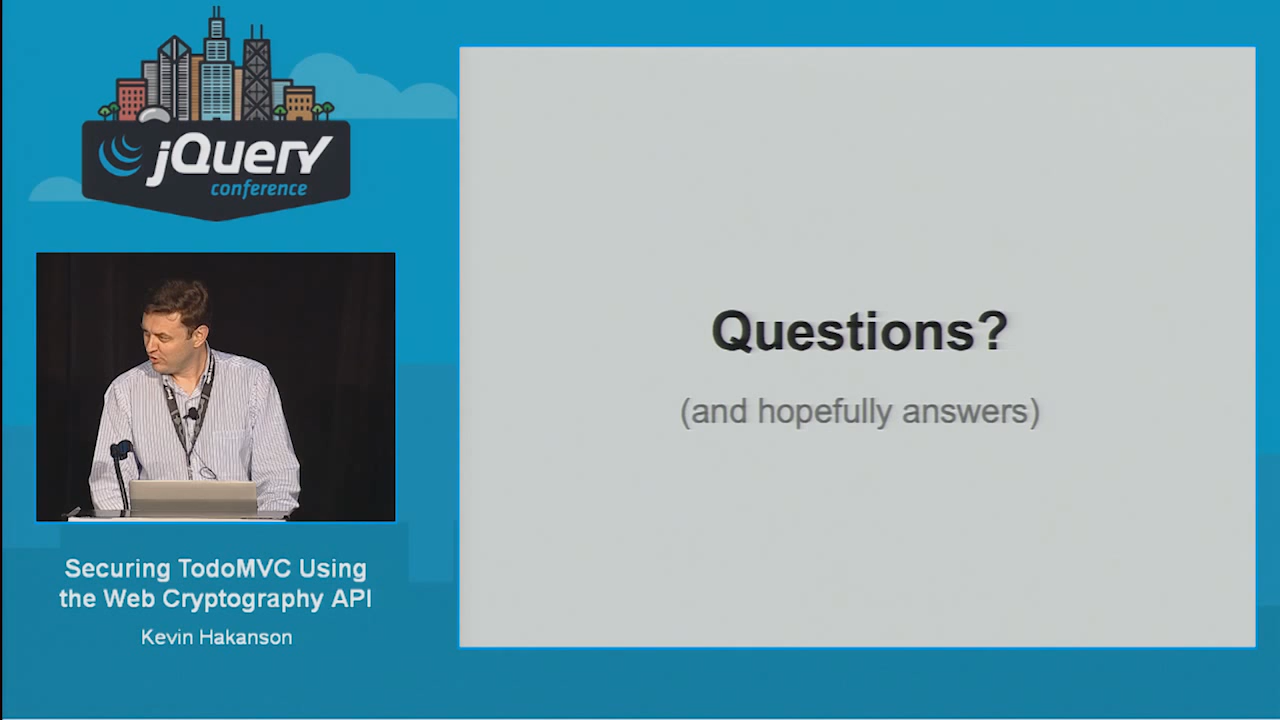 jQuery
conference
Securing TodoMVC Using
the Web Cryptography API
Kevin Hakanson
Questions?
(and hopefully answers)